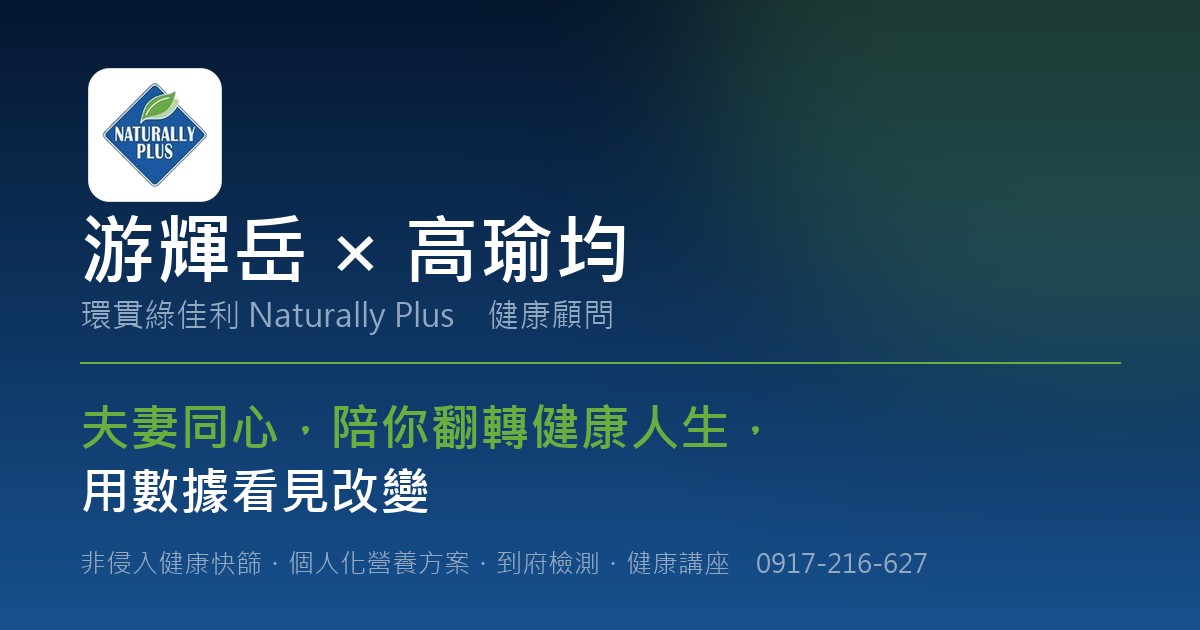 NATURALLY
PLUS
游輝岳 × 高瑜均
環貫綠佳利 Naturally Plus 健康顧問
夫妻同心，陪你翻轉健康人生，
用數據看見改變
非侵入健康快篩 · 個人化營養方案 · 到府檢測 · 健康講座 0917-216-627